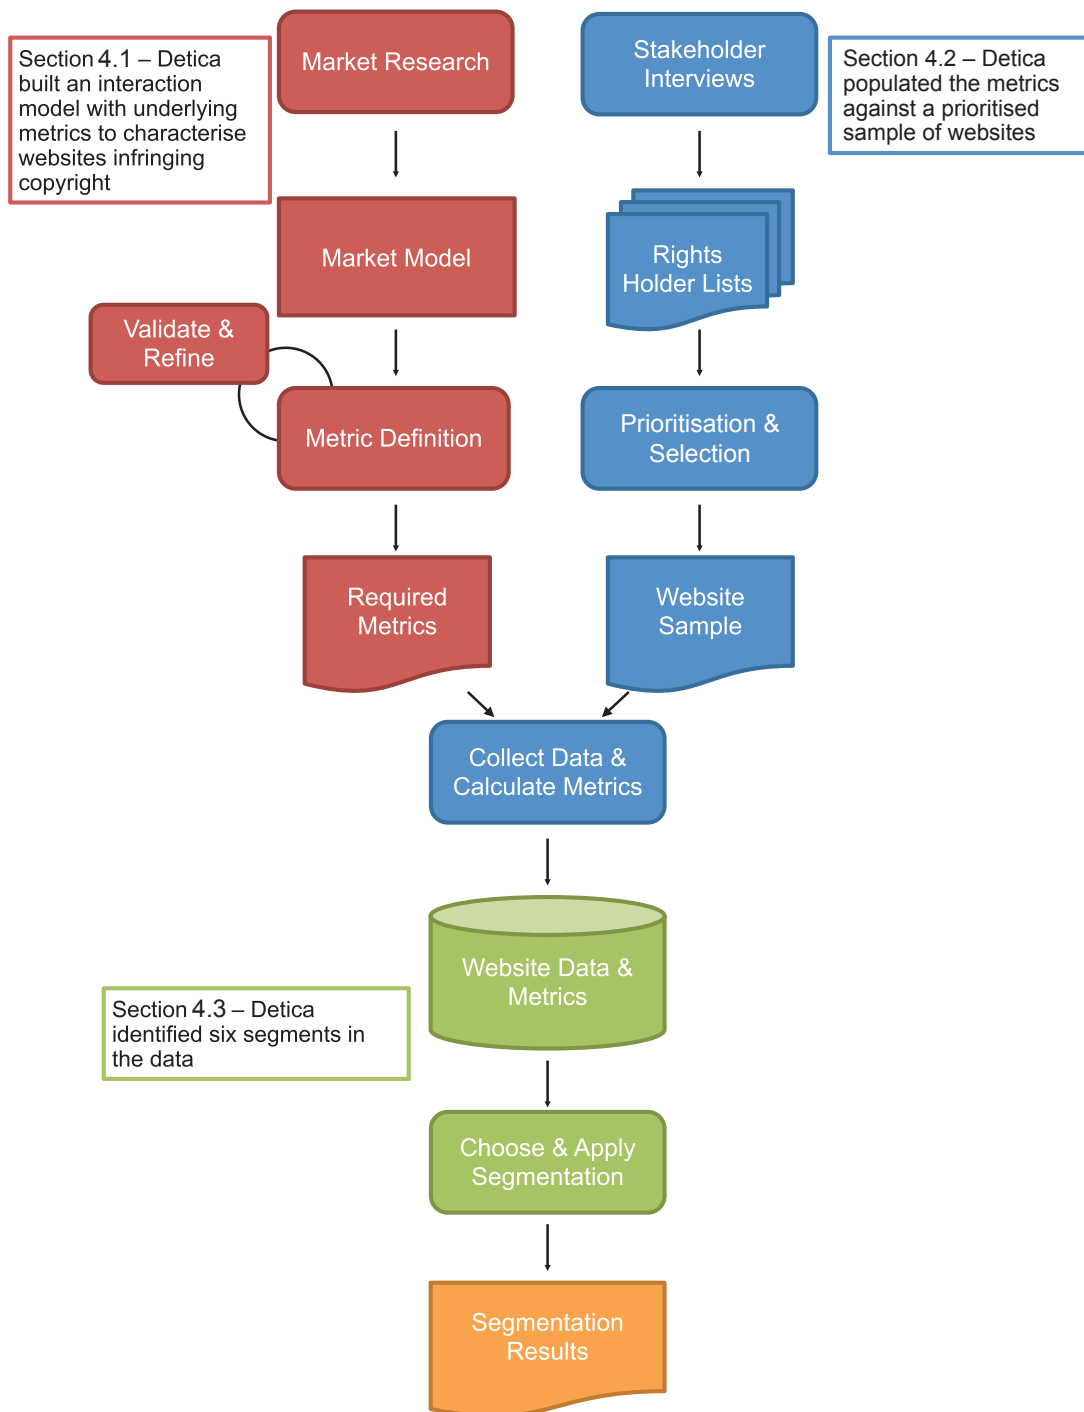 Section 4.1 – Detica
built an interaction
model with underlying
metrics to characterise
websites infringing
copyright
Market Research
Stakeholder
Interviews
Section 4.2 – Detica
populated the metrics
against a prioritised
sample of websites
Market Model
Rights
Holder Lists
Validate &
Refine
Metric Definition
Prioritisation &
Selection
Required
Metrics
Website
Sample
Collect Data &
Calculate Metrics
Website Data &
Metrics
Section 4.3 – Detica
identified six segments in
the data
Choose & Apply
Segmentation
Segmentation
Results